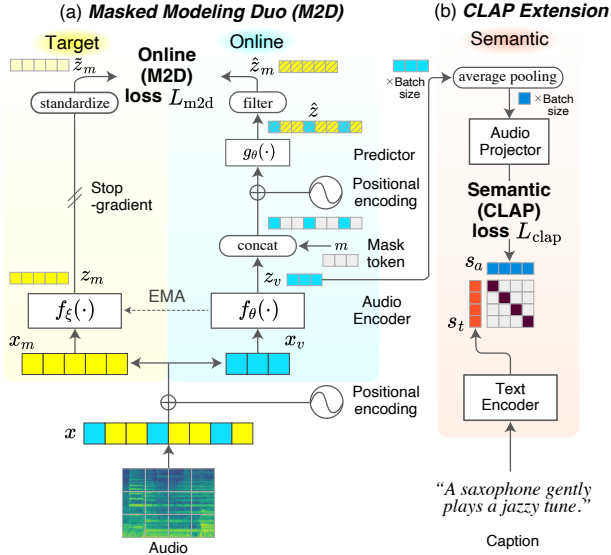 (a) Masked Modeling Duo (M2D)
Target
Online
z̃m
Online
(M2D)
loss Lm2d
ẑm
standardize
filter
ẑ
gθ(·)
Predictor
Stop
-gradient
Positional
encoding
concat
m
Mask
token
zm
zv
fξ(·)
EMA
fθ(·)
Audio
Encoder
xm
xv
Positional
encoding
x
Audio
(b) CLAP Extension
Semantic
×Batch
size
average pooling
×Batch
size
Audio
Projector
Semantic
(CLAP)
loss Lclap
sa
st
Text
Encoder
“A saxophone gently
plays a jazzy tune.”
Caption